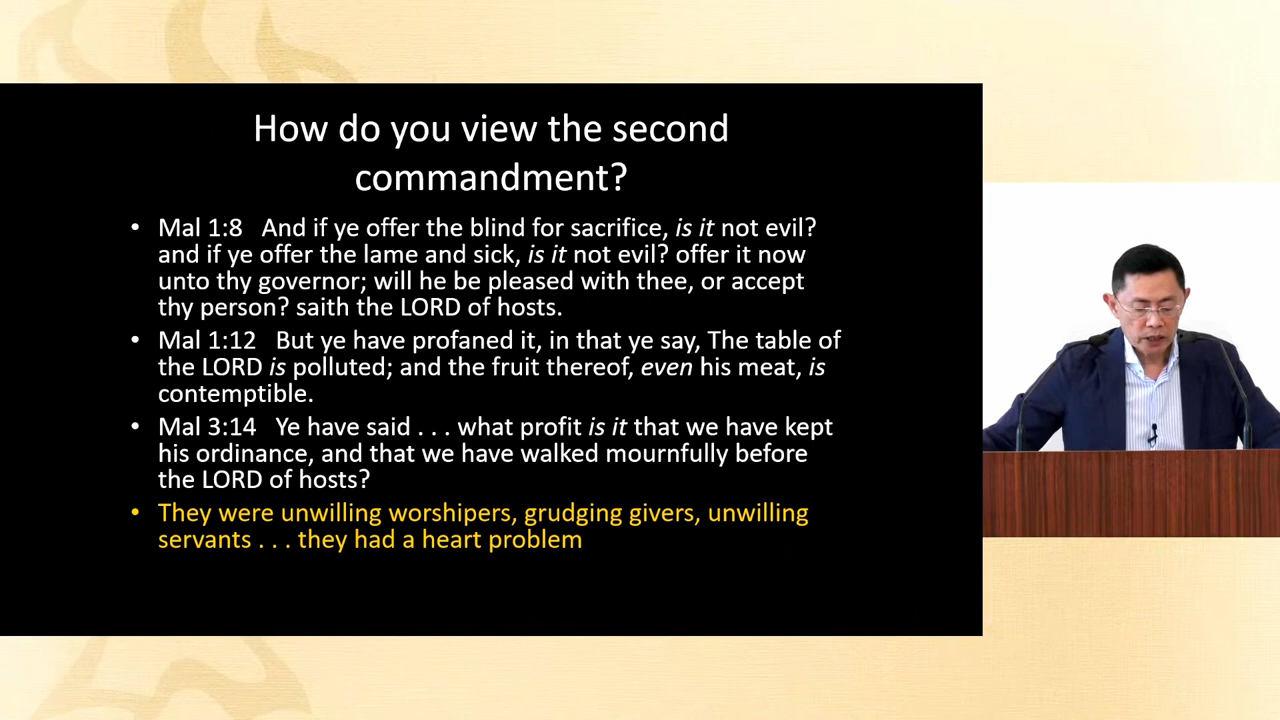 How do you view the second
commandment?
• Mal 1:8 And if ye offer the blind for sacrifice, is it not evil?
and if ye offer the lame and sick, is it not evil? offer it now
unto thy governor; will he be pleased with thee, or accept
thy person? saith the LORD of hosts.
• Mal 1:12 But ye have profaned it, in that ye say, The table of
the LORD is polluted; and the fruit thereof, even his meat, is
contemptible.
• Mal 3:14 Ye have said . . . what profit is it that we have kept
his ordinance, and that we have walked mournfully before
the LORD of hosts?
• They were unwilling worshipers, grudging givers, unwilling
servants . . . they had a heart problem